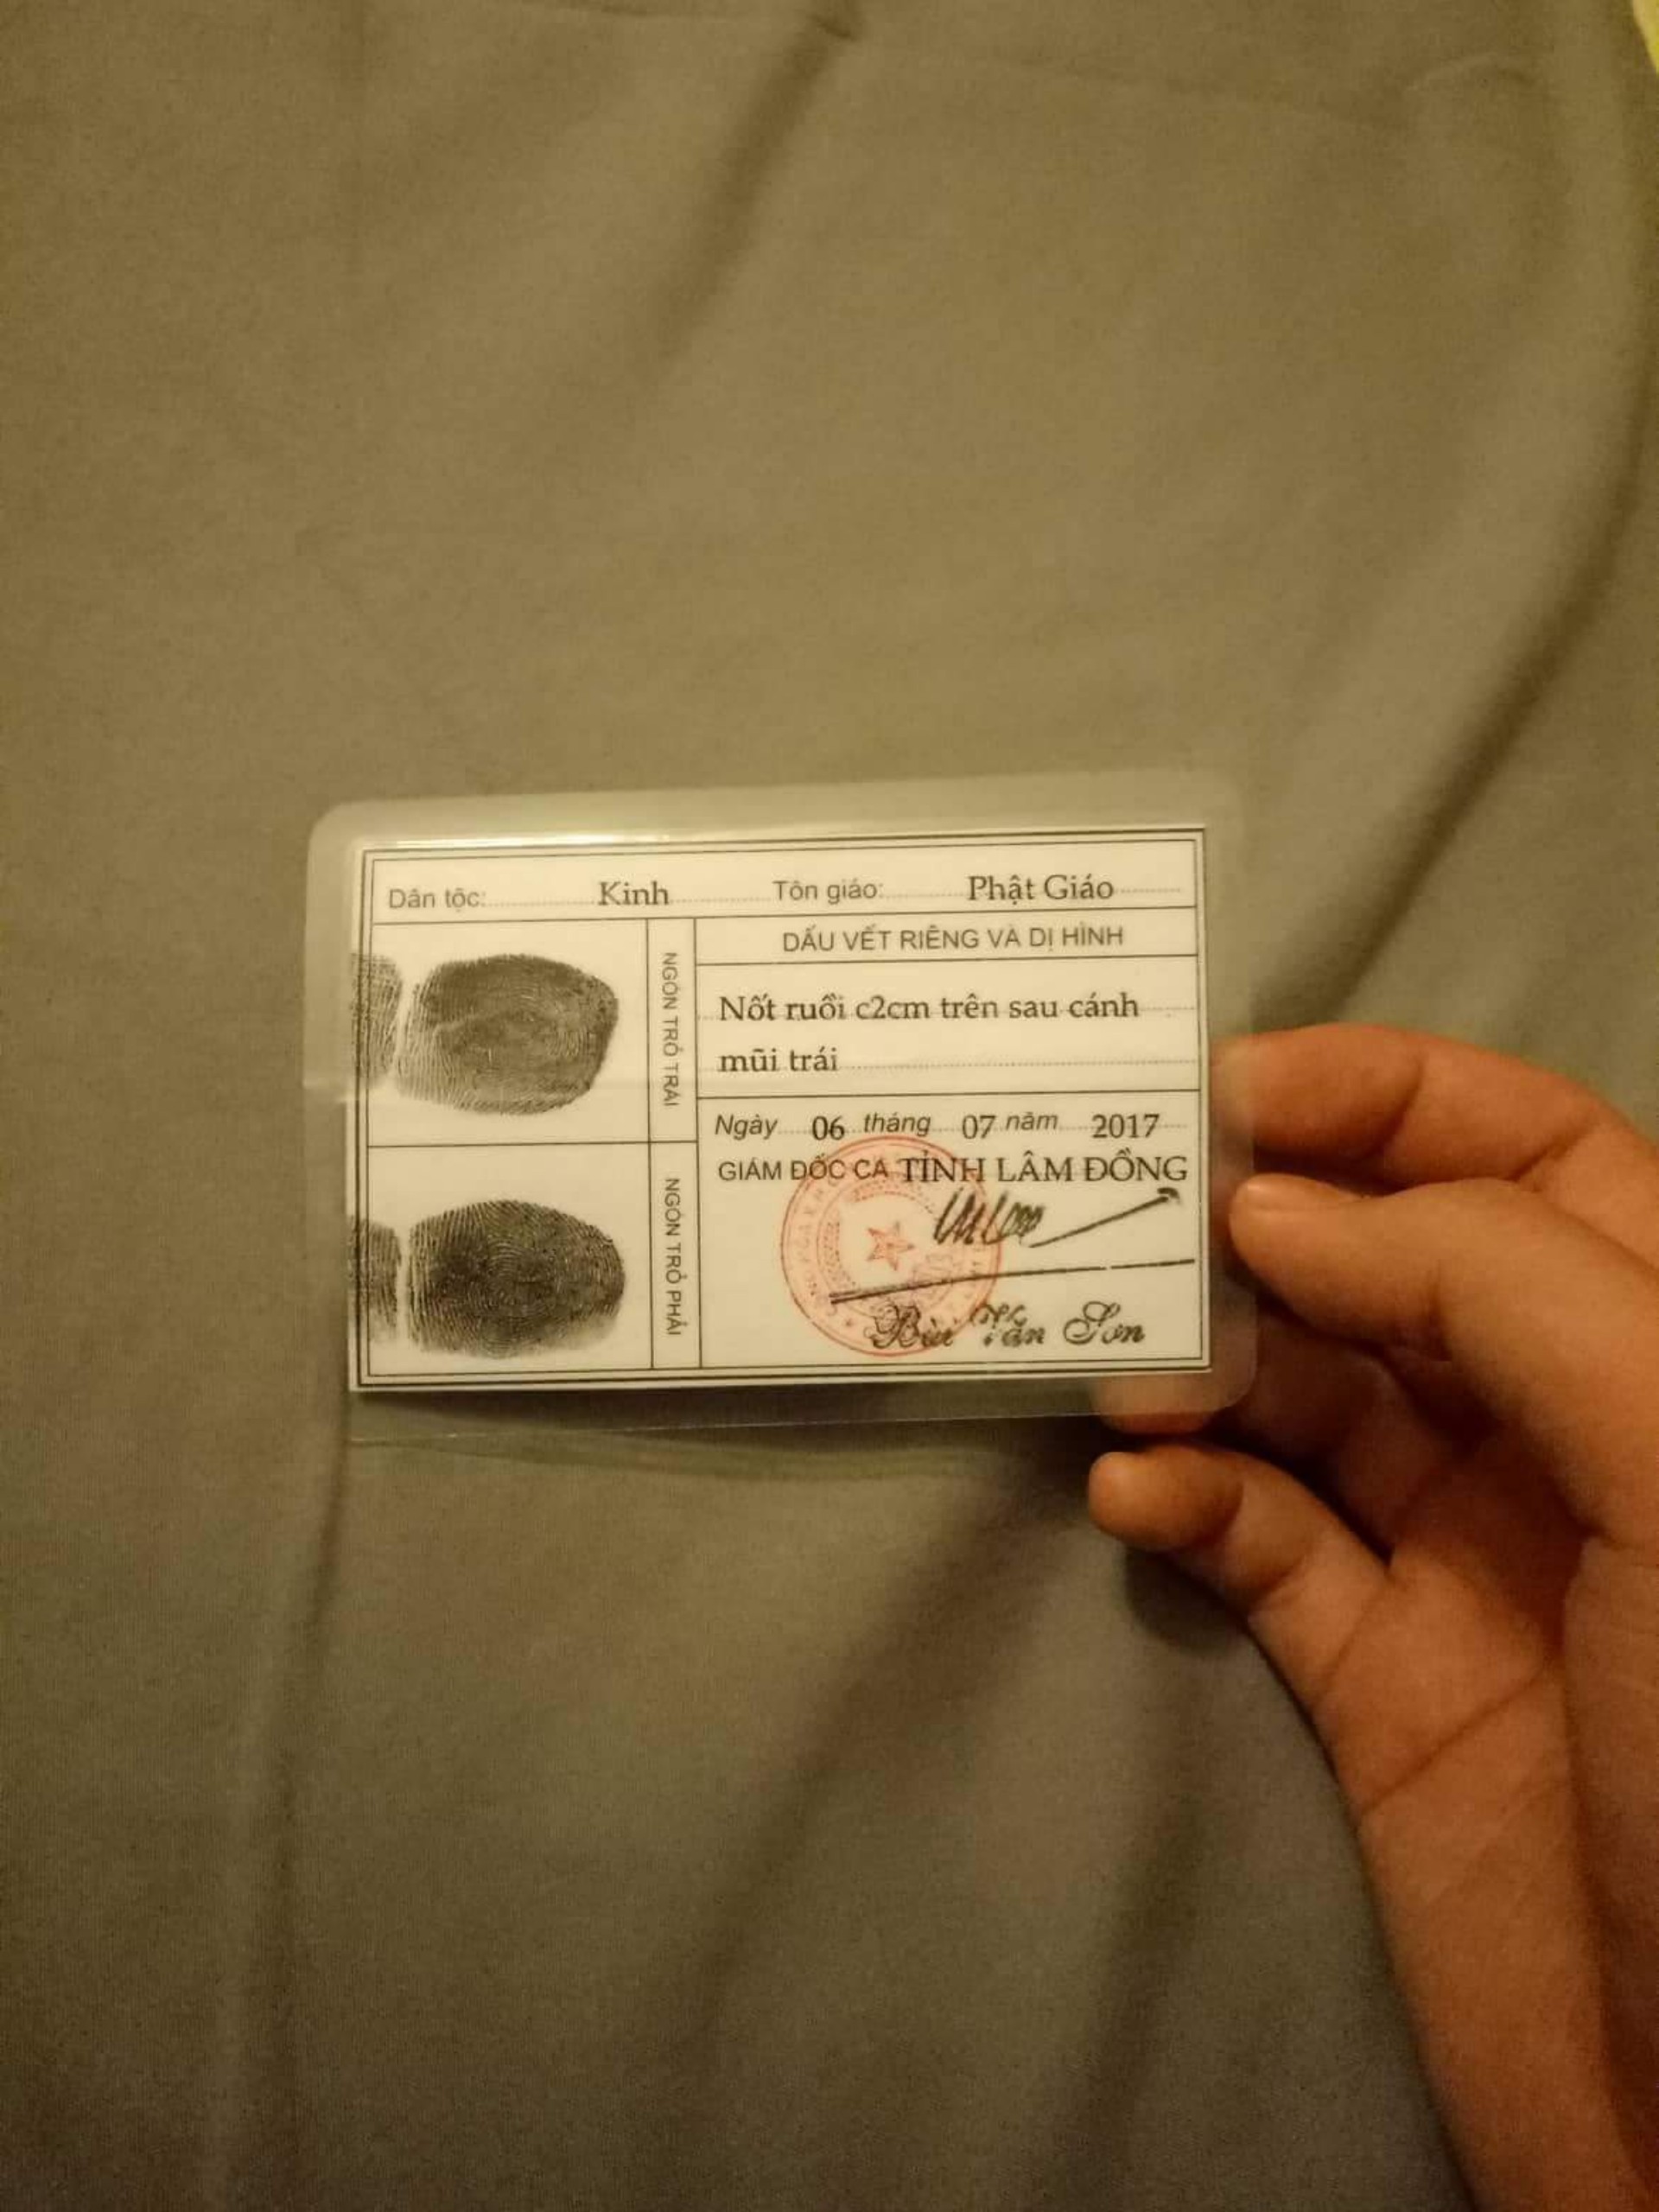 Dân tộc: Kinh Tôn giáo: Phật Giáo
NGÓN TRỎ TRÁI
DẤU VẾT RIÊNG VÀ DỊ HÌNH
Nốt ruồi c2cm trên sau cánh
mũi trái
Ngày 06 tháng 07 năm 2017
GIÁM ĐỐC CA TỈNH LÂM ĐỒNG
NGÓN TRỎ PHẢI
Bùi Văn Sơn